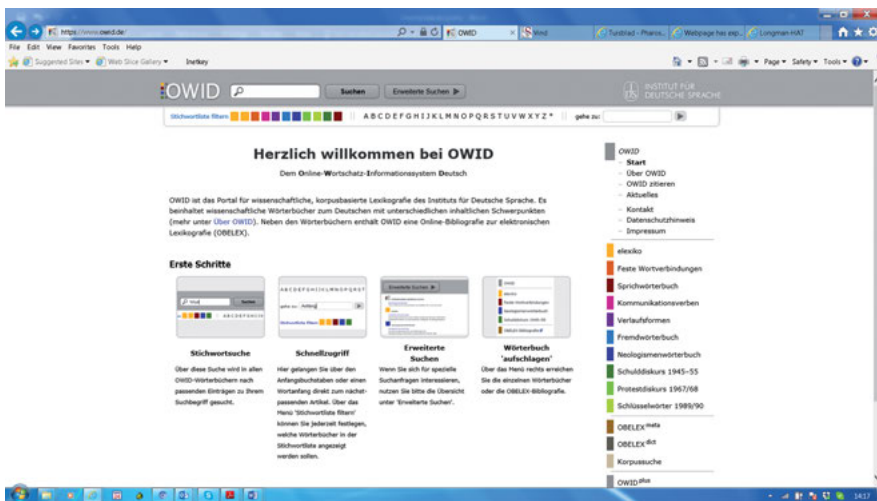 https://www.owid.de/
OWID
Vind
Tuisblad - Pharos...
Webpage has exp...
Longman-HAT
File Edit View Favorites Tools Help
Suggested Sites
Web Slice Gallery
Inetkey
Page
Safety
Tools
OWID
Suchen
Erweiterte Suchen
INSTITUT FÜR
DEUTSCHE SPRACHE
Stichwortliste filtern
A B C D E F G H I J K L M N O P Q R S T U V W X Y Z *
gehe zu:
Herzlich willkommen bei OWID
Dem Online-Wortschatz-Informationssystem Deutsch
OWID ist das Portal für wissenschaftliche, korpusbasierte Lexikografie des Instituts für Deutsche Sprache. Es
beinhaltet wissenschaftliche Wörterbücher zum Deutschen mit unterschiedlichen inhaltlichen Schwerpunkten
(mehr unter Über OWID). Neben den Wörterbüchern enthält OWID eine Online-Bibliografie zur elektronischen
Lexikografie (OBELEX).
Erste Schritte
Stichwortsuche
Über diese Suche wird in allen
OWID-Wörterbüchern nach
passenden Einträgen zu Ihrem
Suchbegriff gesucht.
Schnellzugriff
Hier gelangen Sie über den
Anfangsbuchstaben oder einen
Wortanfang direkt zum nächst-
passenden Artikel. Über das
Menü 'Stichwortliste filtern'
können Sie jederzeit festlegen,
welche Wörterbücher in der
Stichwortliste angezeigt
werden sollen.
Erweiterte
Suchen
Wenn Sie sich für spezielle
Suchanfragen interessieren,
nutzen Sie bitte die Übersicht
unter 'Erweiterte Suchen'.
Wörterbuch
'aufschlagen'
Über das Menü rechts erreichen
Sie die einzelnen Wörterbücher
oder die OBELEX-Bibliografie.
OWID
Start
Über OWID
OWID zitieren
Aktuelles
Kontakt
Datenschutzhinweis
Impressum
elexiko
Feste Wortverbindungen
Sprichwörterbuch
Kommunikationsverben
Verlaufsformen
Fremdwörterbuch
Neologismenwörterbuch
Schulddiskurs 1945-55
Protestdiskurs 1967/68
Schlüsselwörter 1989/90
OBELEX meta
OBELEX dict
Korpussuche
OWID plus
14:17